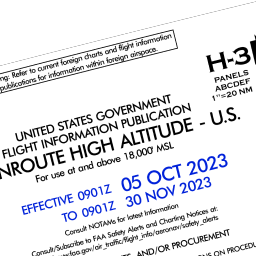 Refer to current foreign charts and flight information
publications for information within foreign airspace.
H-3
PANELS
ABCDEF
1"=20 NM
UNITED STATES GOVERNMENT
FLIGHT INFORMATION PUBLICATION
ENROUTE HIGH ALTITUDE - U.S.
For use at and above 18,000' MSL
EFFECTIVE 0901Z 05 OCT 2023
TO 0901Z 30 NOV 2023
Consult NOTAMs for latest information
Consult/Subscribe to FAA Safety Alerts and Charting Notices at:
faa.gov/air_traffic/flight_info/aeronav/safety_alerts
AND/OR PROCUREMENT
ON PROCEDU